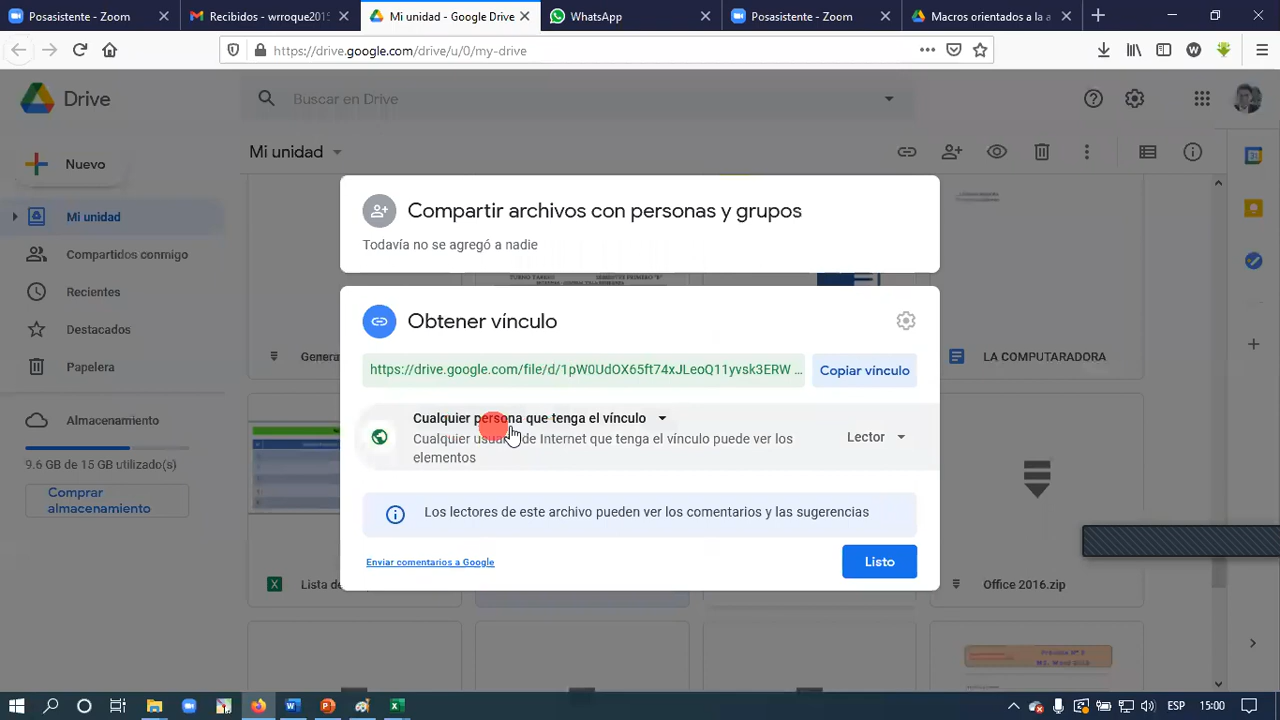 Posasistente - Zoom
Recibidos - wrroque2015
Mi unidad - Google Drive
WhatsApp
Posasistente - Zoom
Macros orientados a la a
https://drive.google.com/drive/u/0/my-drive
Drive
Buscar en Drive
Nuevo
Mi unidad
Mi unidad
Compartidos conmigo
Recientes
Destacados
Papelera
Almacenamiento
9.6 GB de 15 GB utilizado(s)
Comprar
almacenamiento
Compartir archivos con personas y grupos
Todavía no se agregó a nadie
Genera
LA COMPUTARADORA
Obtener vínculo
https://drive.google.com/file/d/1pW0UdOX65ft74xJLeoQ11yvsk3ERW ...
Copiar vínculo
Cualquier persona que tenga el vínculo
Cualquier usuario de Internet que tenga el vínculo puede ver los
elementos
Lector
Los lectores de este archivo pueden ver los comentarios y las sugerencias
Enviar comentarios a Google
Listo
Lista de
Office 2016.zip
ESP
15:00